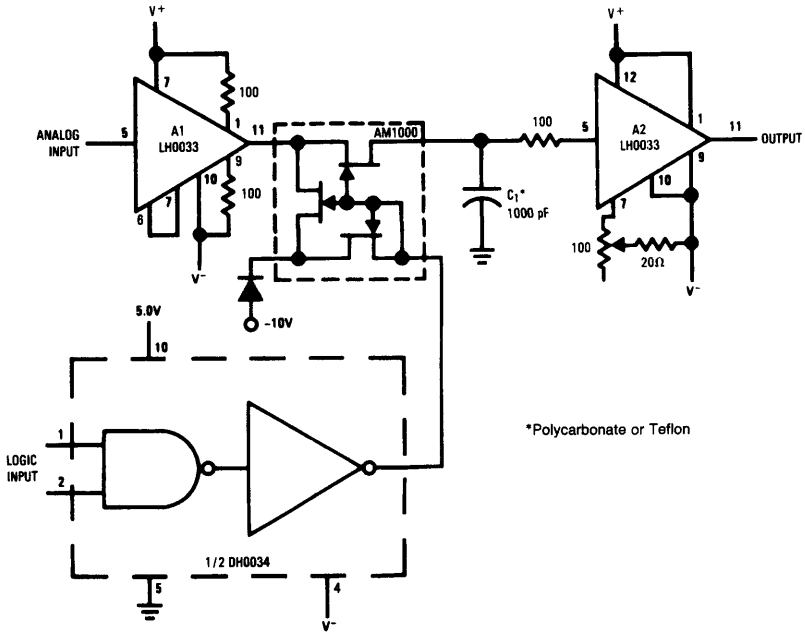 V+
7
100
1
A1
LH0033
ANALOG
INPUT
5
11
9
10
100
7
6
V-
AM1000
-10V
C1*
1000 pF
100
V+
12
5
A2
LH0033
1
11
OUTPUT
9
10
7
100
20Ω
V-
5.0V
10
LOGIC
INPUT
1
2
1/2 DH0034
5
4
V-
*Polycarbonate or Teflon